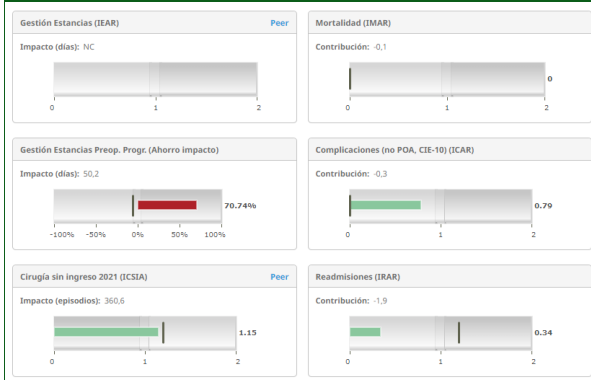 Gestión Estancias (IEAR) Peer
Impacto (días): NC
0 1 2
Mortalidad (IMAR)
Contribución: -0,1
0
0 1 2
Gestión Estancias Preop. Progr. (Ahorro impacto)
Impacto (días): 50,2
70.74%
-100% -50% 0% 50% 100%
Complicaciones (no POA, CIE-10) (ICAR)
Contribución: -0,3
0.79
0 1 2
Cirugía sin ingreso 2021 (ICSIA) Peer
Impacto (episodios): 360,6
1.15
0 1 2
Readmisiones (IRAR)
Contribución: -1,9
0.34
0 1 2